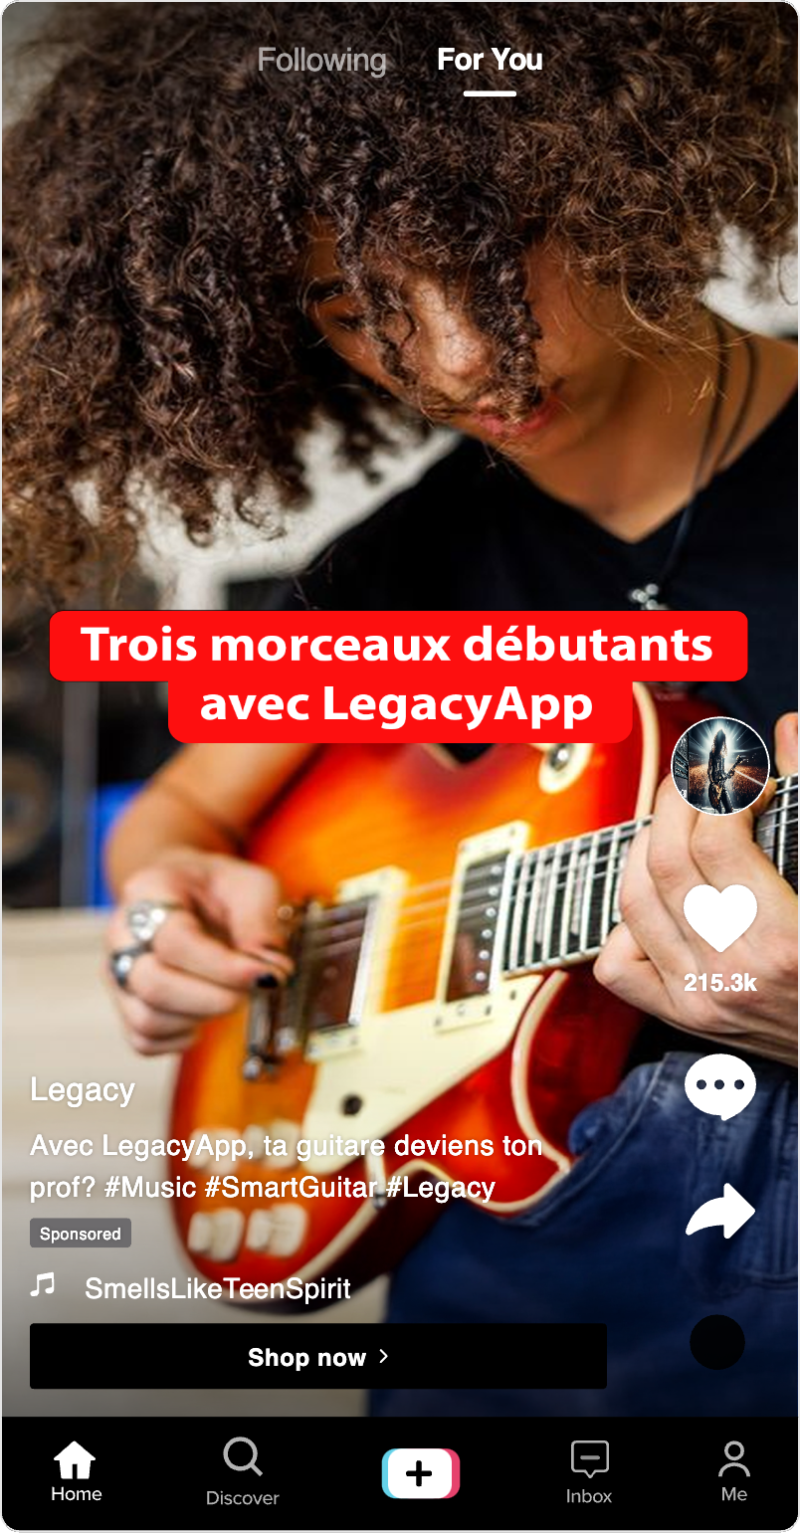 Following For You
Trois morceaux débutants
avec LegacyApp
215.3k
Legacy
Avec LegacyApp, ta guitare deviens ton
prof? #Music #SmartGuitar #Legacy
Sponsored
SmellsLikeTeenSpirit
Shop now >
Home Discover Inbox Me